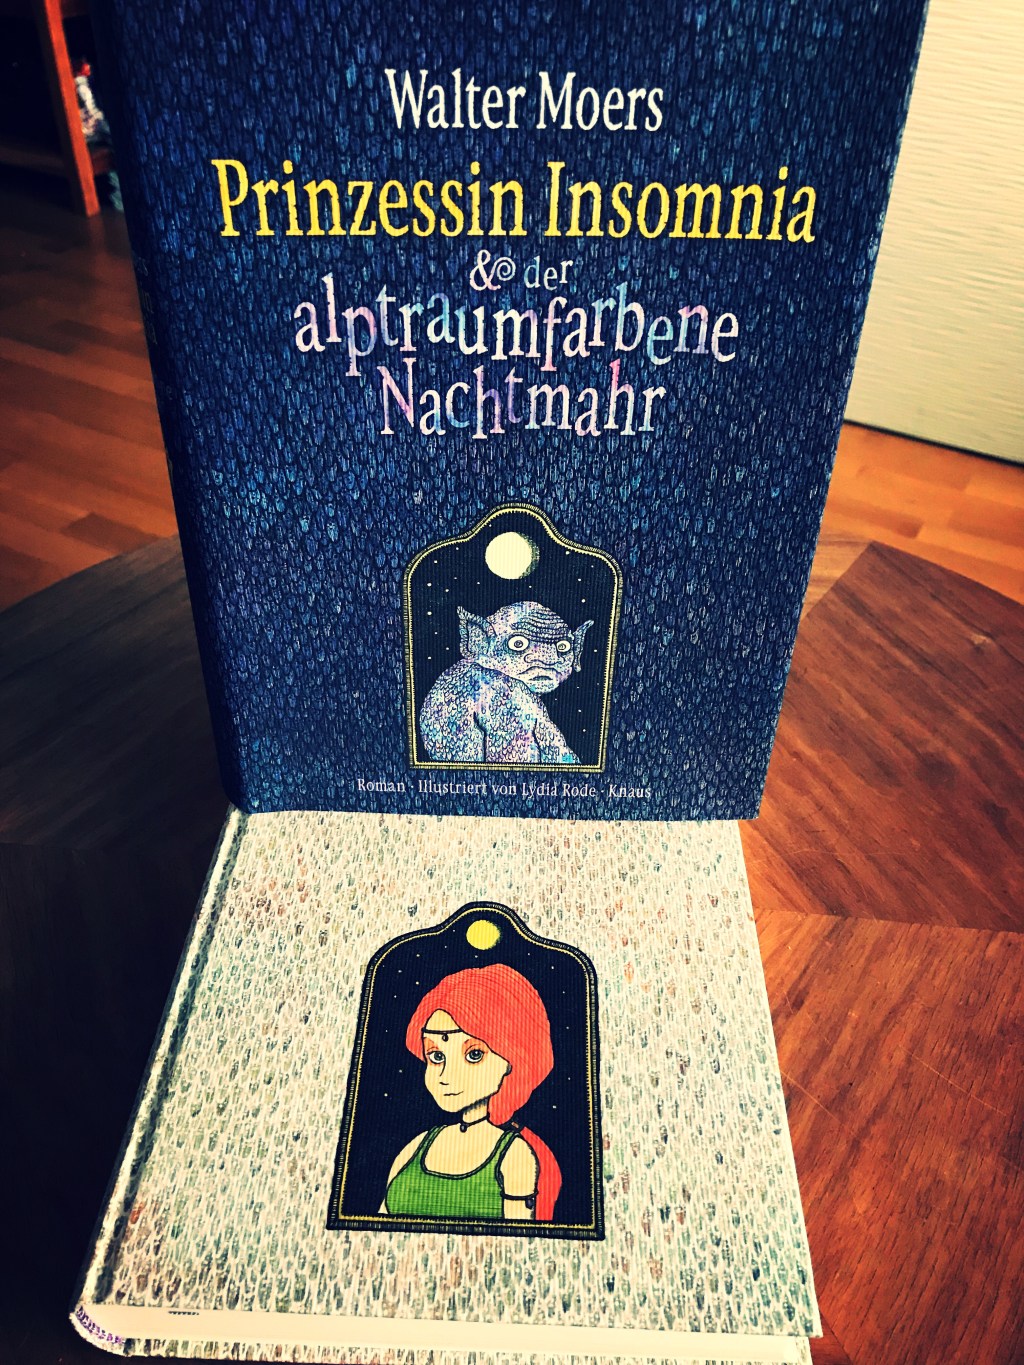 Walter Moers
Prinzessin Insomnia
& der
alptraumfarbene
Nachtmahr
Roman · Illustriert von Lydia Rode · Knaus